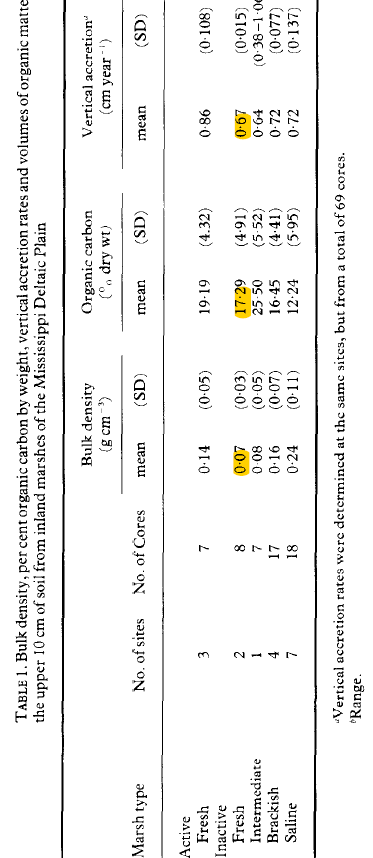 TABLE 1. Bulk density, per cent organic carbon by weight, vertical accretion rates and volumes of organic matte
the upper 10 cm of soil from inland marshes of the Mississippi Deltaic Plain
Bulk density Organic carbon Vertical accretionᵃ
(g cm⁻³) (% dry wt) (cm year⁻¹)
Marsh type No. of sites No. of Cores mean (SD) mean (SD) mean (SD)
Active
Fresh 3 7 0·14 (0·05) 19·19 (4.32) 0·86 (0·108)
Inactive
Fresh 2 8 0·07 (0·03) 17·29 (4·91) 0·67 (0·015)
Intermediate 1 7 0·08 (0·05) 25·50 (5·52) 0·64 (0·38–1·0
Brackish 4 17 0·16 (0·07) 16·45 (4·41) 0·72 (0·077)
Saline 7 18 0·24 (0·11) 12·24 (5·95) 0·72 (0·137)
ᵃVertical accretion rates were determined at the same sites, but from a total of 69 cores.
ᵇRange.